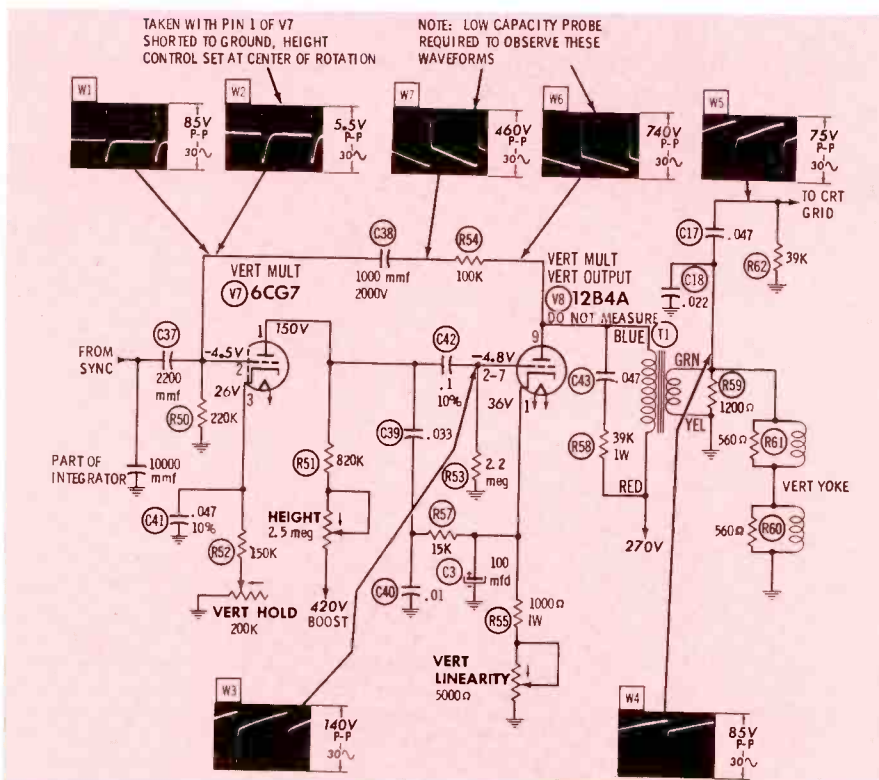 TAKEN WITH PIN 1 OF V7
SHORTED TO GROUND, HEIGHT
CONTROL SET AT CENTER OF ROTATION
NOTE: LOW CAPACITY PROBE
REQUIRED TO OBSERVE THESE
WAVEFORMS
W1
85V
P-P
30∿
W2
5.5V
P-P
30∿
W7
460V
P-P
30∿
W6
740V
P-P
30∿
W5
75V
P-P
30∿
TO CRT
GRID
C17
.047
R62
39K
C18
.022
C38
1000 mmf
2000V
R54
100K
VERT MULT
V7 6CG7
VERT MULT
VERT OUTPUT
V8 12B4A
DO NOT MEASURE
BLUE
T1
GRN
YEL
RED
1
150V
FROM
SYNC
C37
2200
mmf
-4.5V
2
26V
3
R50
220K
PART OF
INTEGRATOR
10000
mmf
C41
.047
10%
R52
150K
VERT HOLD
200K
R51
820K
HEIGHT
2.5 meg
420V
BOOST
C42
.1
10%
C39
.033
R53
2.2
meg
R57
15K
C40
.01
C3
100
mfd
-4.8V
2-7
9
36V
1
C43
.047
R58
39K
1W
270V
R59
1200Ω
560Ω
R61
VERT YOKE
560Ω
R60
R55
1000Ω
1W
VERT
LINEARITY
5000Ω
W3
140V
P-P
30∿
W4
85V
P-P
30∿